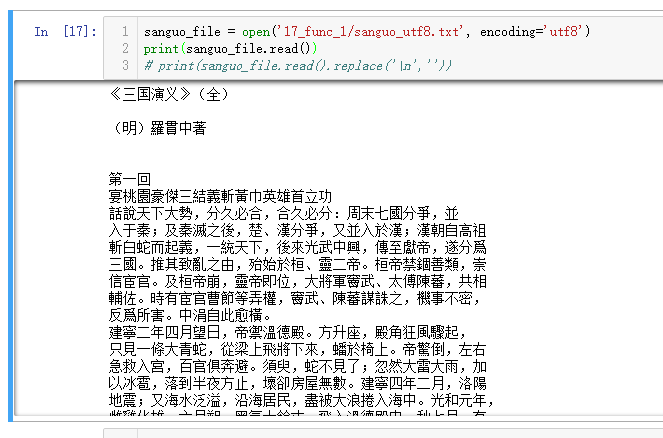 In [17]:
1 sanguo_file = open('17_func_1/sanguo_utf8.txt', encoding='utf8')
2 print(sanguo_file.read())
3 # print(sanguo_file.read().replace('\n',''))
《三国演义》（全）
（明）羅貫中著
第一回
宴桃園豪傑三結義斬黃巾英雄首立功
話說天下大勢，分久必合，合久必分：周末七國分爭，並
入于秦；及秦滅之後，楚、漢分爭，又並入於漢；漢朝自高祖
斬白蛇而起義，一統天下，後來光武中興，傳至獻帝，遂分爲
三國。推其致亂之由，殆始於桓、靈二帝。桓帝禁錮善類，崇
信宦官。及桓帝崩，靈帝即位，大將軍竇武、太傅陳蕃，共相
輔佐。時有宦官曹節等弄權，竇武、陳蕃謀誅之，機事不密，
反爲所害。中涓自此愈橫。
建寧二年四月望日，帝禦溫德殿。方升座，殿角狂風驟起，
只見一條大青蛇，從梁上飛將下來，蟠於椅上。帝驚倒，左右
急救入宮，百官俱奔避。須臾，蛇不見了；忽然大雷大雨，加
以冰雹，落到半夜方止，壞卻房屋無數。建寧四年二月，洛陽
地震；又海水泛溢，沿海居民，盡被大浪捲入海中。光和元年，